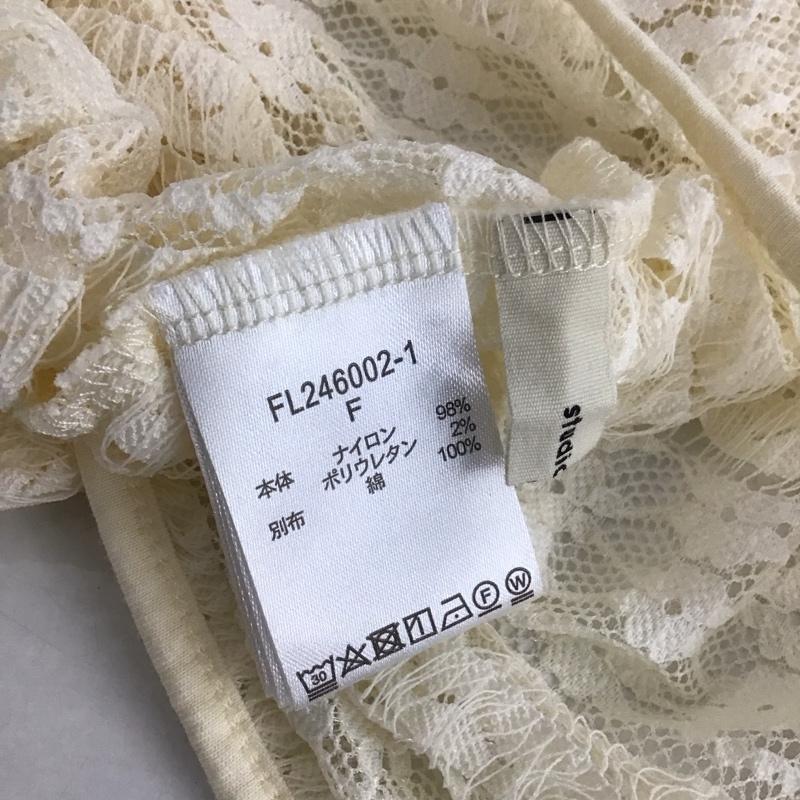 FL246002-1
F
本体 ナイロン 98%
ポリウレタン 2%
別布 綿 100%
30 F W